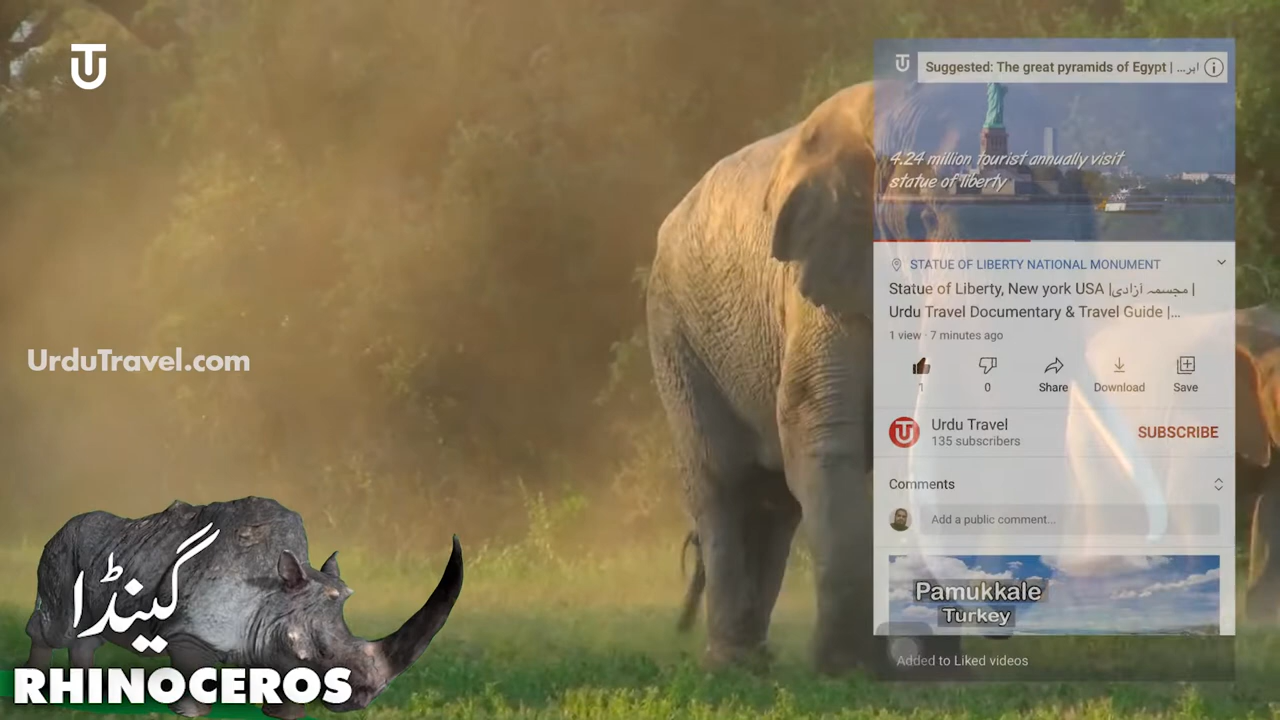 UrduTravel.com
گینڈا
RHINOCEROS
Suggested: The great pyramids of Egypt | ابر...
4.24 million tourist annually visit
statue of liberty
STATUE OF LIBERTY NATIONAL MONUMENT
Statue of Liberty, New york USA |مجسمہ آزادی |
Urdu Travel Documentary & Travel Guide |...
1 view · 7 minutes ago
1
0
Share
Download
Save
Urdu Travel
135 subscribers
SUBSCRIBE
Comments
Add a public comment...
Pamukkale
Turkey
Added to Liked videos